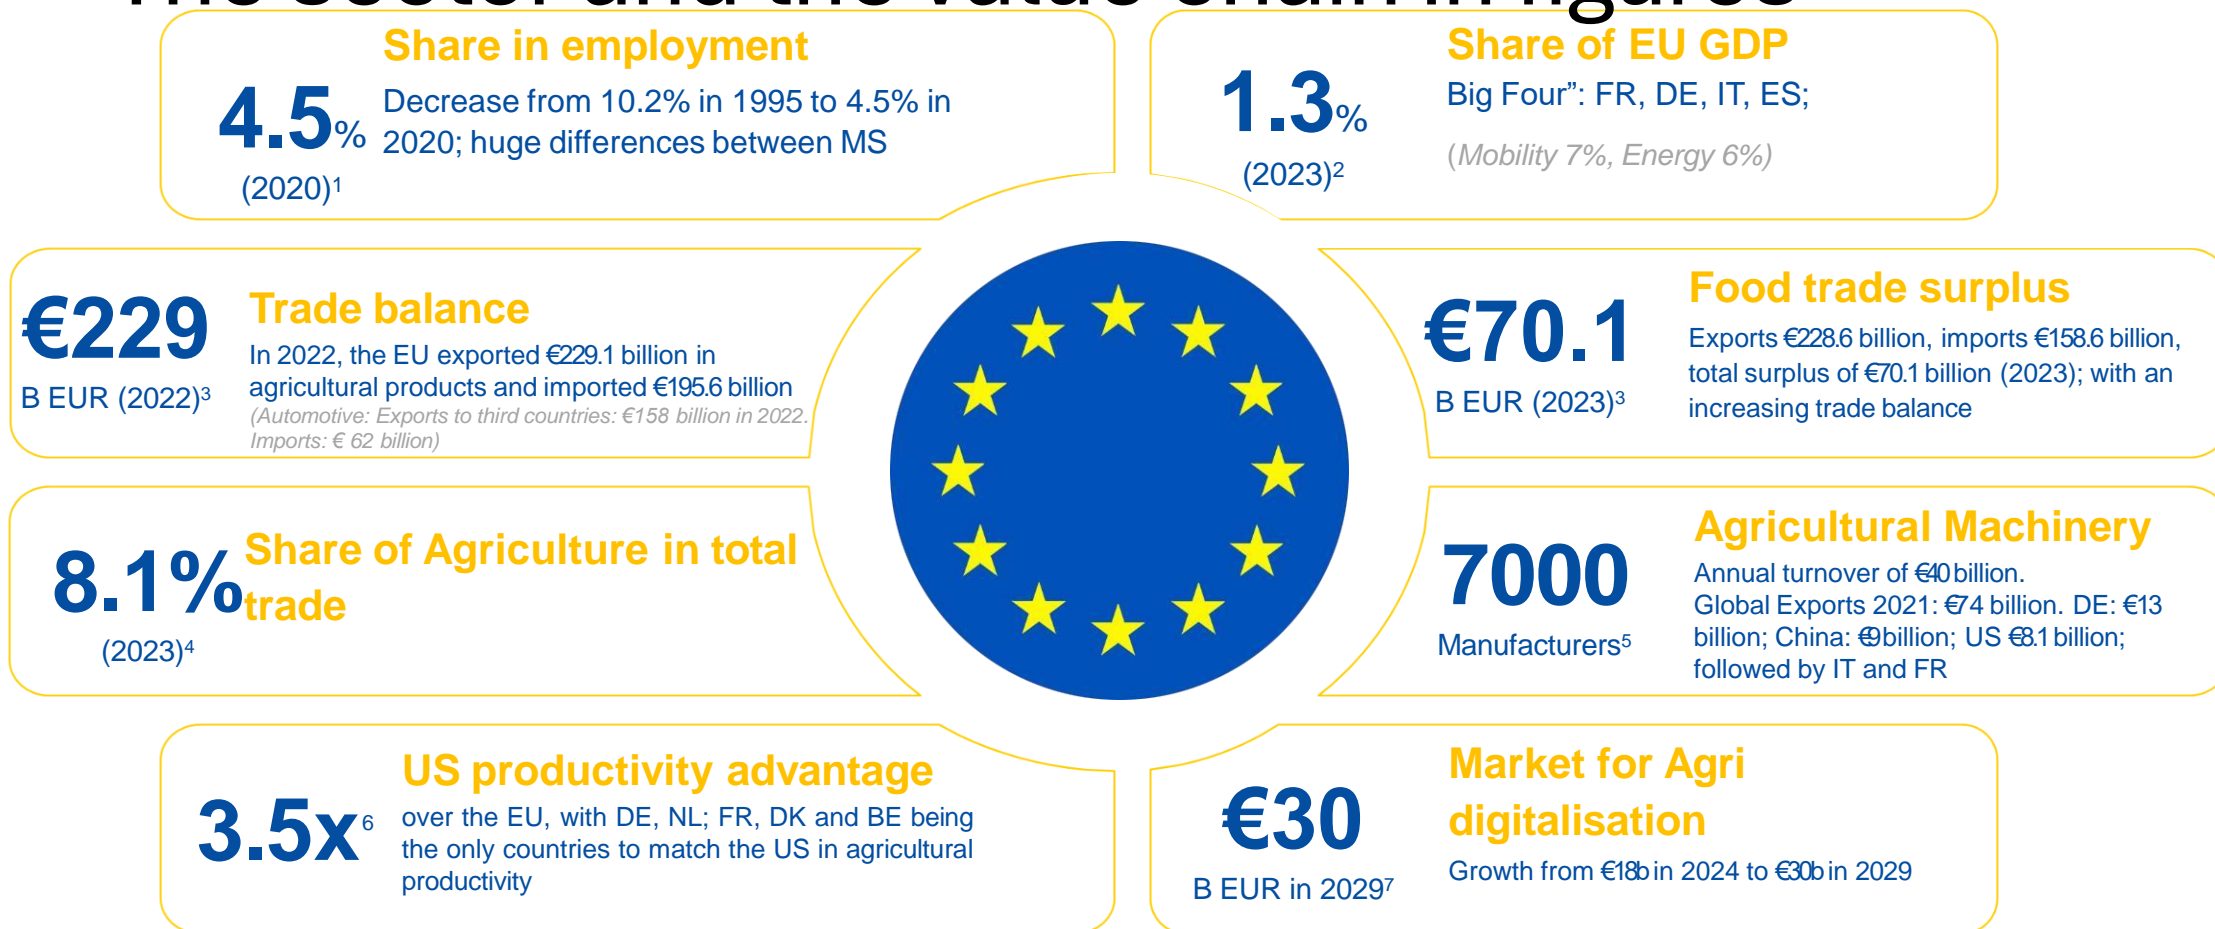 The sector and the value chain in figures
Share in employment
4.5%
(2020)1
Decrease from 10.2% in 1995 to 4.5% in
2020; huge differences between MS
Share of EU GDP
1.3%
(2023)2
Big Four”: FR, DE, IT, ES;
(Mobility 7%, Energy 6%)
€229
B EUR (2022)3
Trade balance
In 2022, the EU exported €229.1 billion in
agricultural products and imported €195.6 billion
(Automotive: Exports to third countries: €158 billion in 2022.
Imports: € 62 billion)
€70.1
B EUR (2023)3
Food trade surplus
Exports €228.6 billion, imports €158.6 billion,
total surplus of €70.1 billion (2023); with an
increasing trade balance
8.1%
(2023)4
Share of Agriculture in total
trade
7000
Manufacturers5
Agricultural Machinery
Annual turnover of €40 billion.
Global Exports 2021: €74 billion. DE: €13
billion; China: €9 billion; US €8.1 billion;
followed by IT and FR
3.5x6
US productivity advantage
over the EU, with DE, NL; FR, DK and BE being
the only countries to match the US in agricultural
productivity
€30
B EUR in 20297
Market for Agri
digitalisation
Growth from €18b in 2024 to €30b in 2029